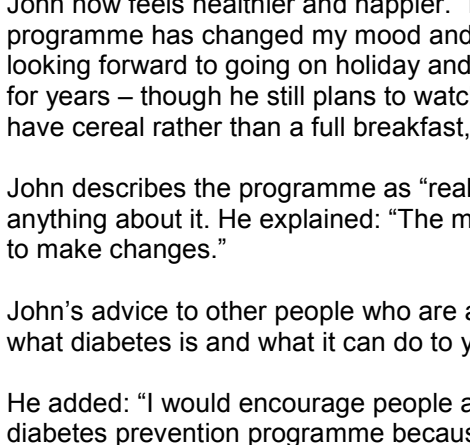 John now feels healthier and happier.
programme has changed my mood and
looking forward to going on holiday and
for years – though he still plans to watc
have cereal rather than a full breakfast,
John describes the programme as “real
anything about it. He explained: “The m
to make changes.”
John’s advice to other people who are a
what diabetes is and what it can do to y
He added: “I would encourage people a
diabetes prevention programme becaus